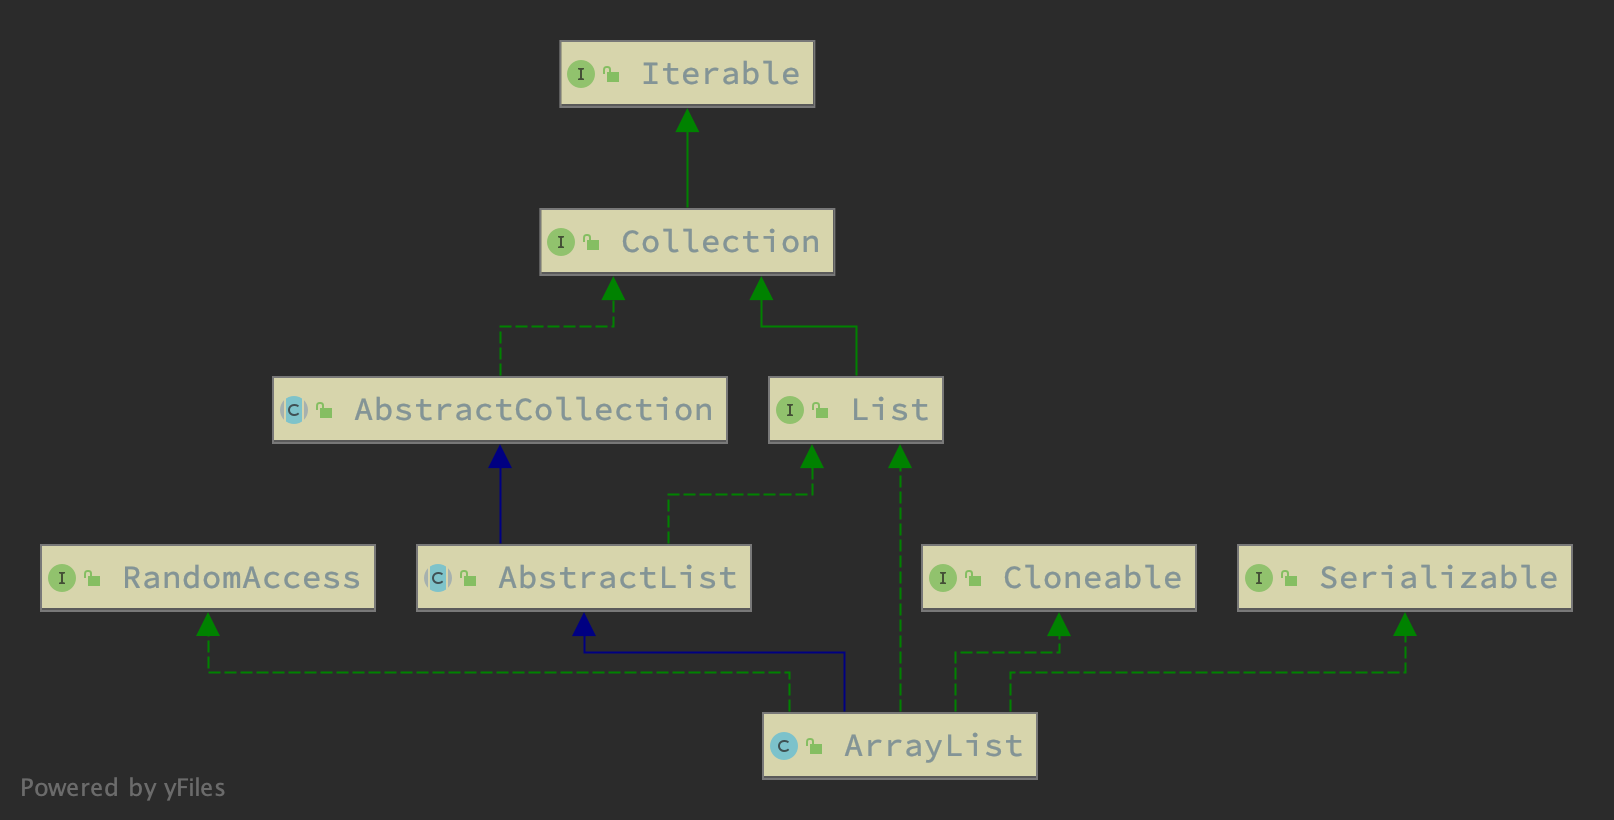 I Iterable
I Collection
C AbstractCollection
I List
I RandomAccess
C AbstractList
I Cloneable
I Serializable
C ArrayList
Powered by yFiles